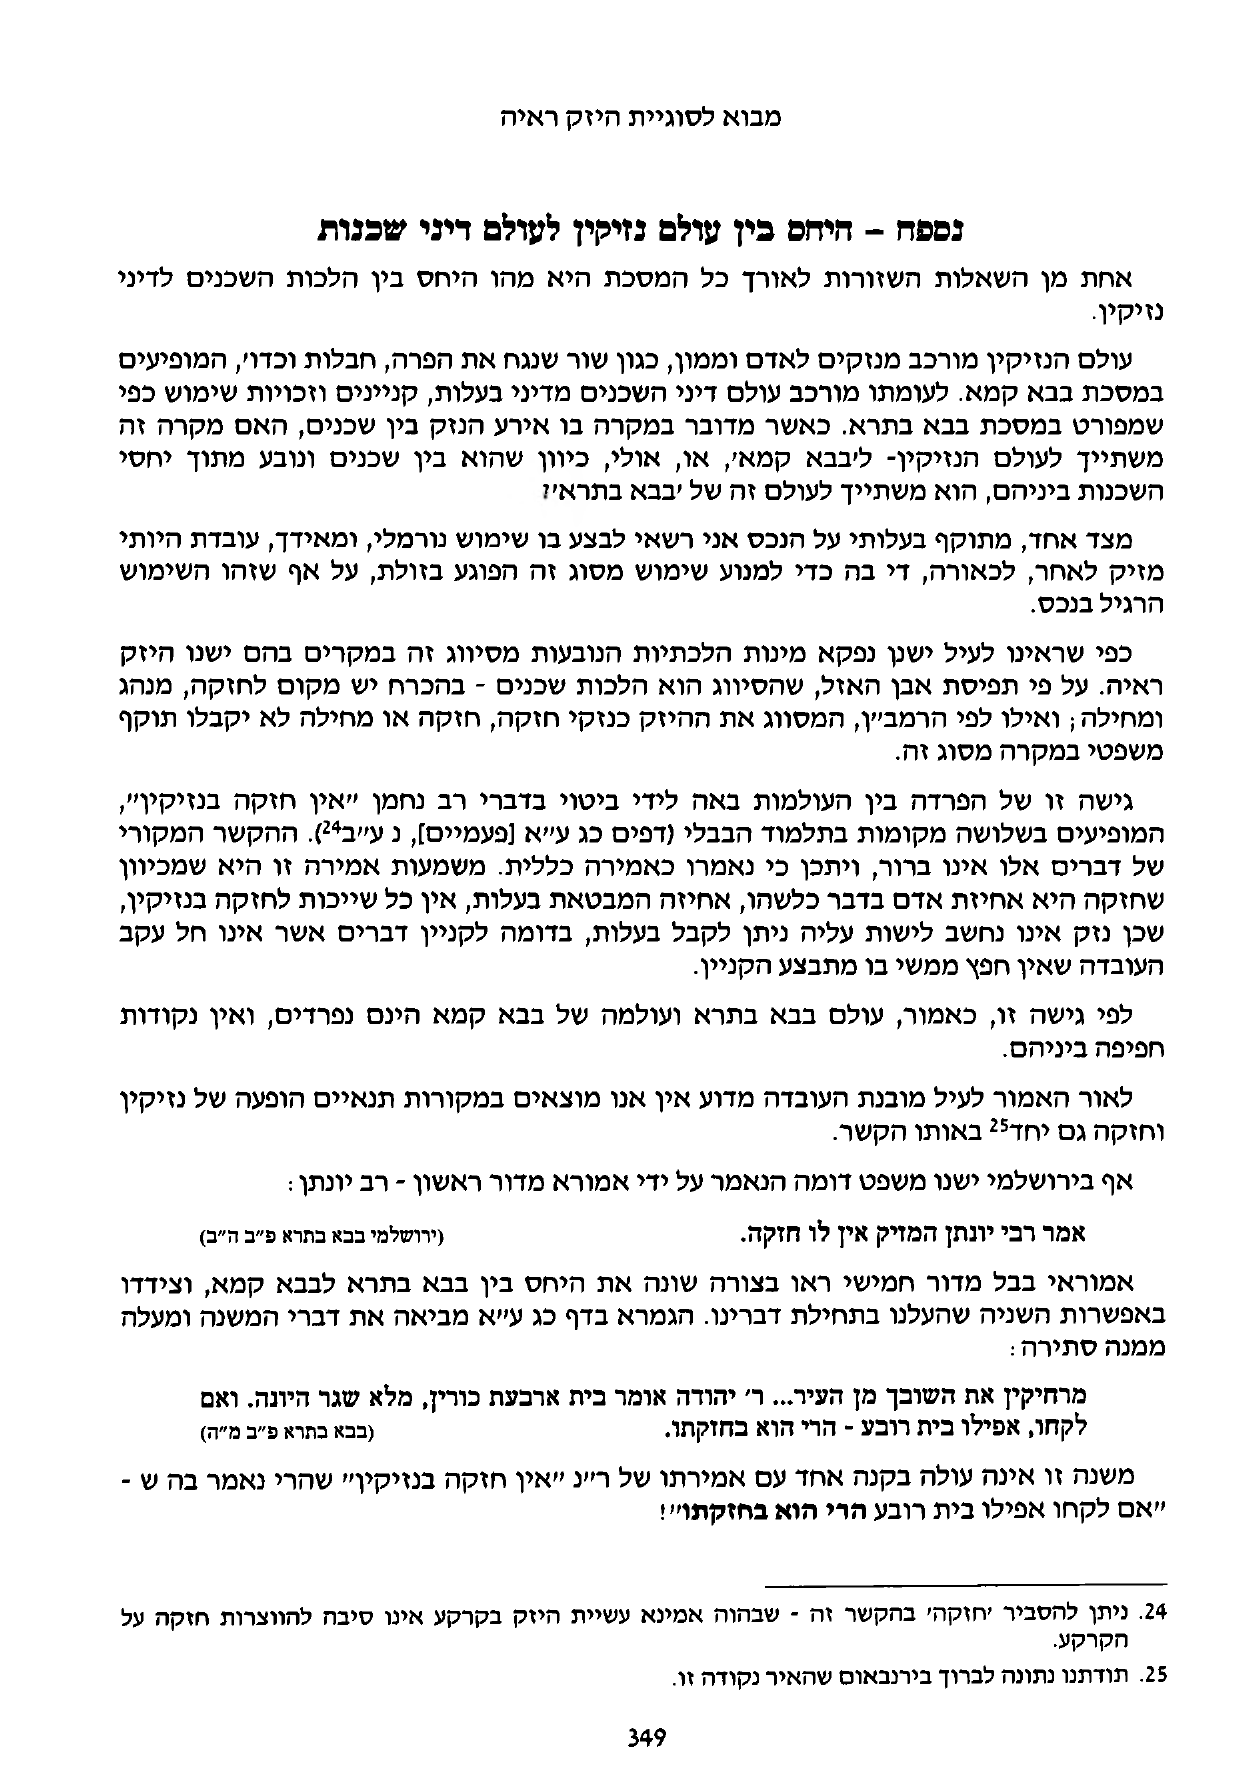 מבוא לסוגיית היזק ראיה
נספח – היחס בין עולם נזיקין לעולם דיני שכנות
אחת מן השאלות השזורות לאורך כל המסכת היא מהו היחס בין הלכות השכנים לדיני
נזיקין.
עולם הנזיקין מורכב מנזקים לאדם וממון, כגון שור שנגח את הפרה, חבלות וכדו', המופיעים
במסכת בבא קמא. לעומתו מורכב עולם דיני השכנים מדיני בעלות, קניינים וזכויות שימוש כפי
שמפורט במסכת בבא בתרא. כאשר מדובר במקרה בו אירע הנזק בין שכנים, האם מקרה זה
משתייך לעולם הנזיקין- ל'בבא קמא', או, אולי, כיוון שהוא בין שכנים ונובע מתוך יחסי
השכנות ביניהם, הוא משתייך לעולם זה של 'בבא בתרא'?
מצד אחד, מתוקף בעלותי על הנכס אני רשאי לבצע בו שימוש נורמלי, ומאידך, עובדת היותי
מזיק לאחר, לכאורה, די בה כדי למנוע שימוש מסוג זה הפוגע בזולת, על אף שזהו השימוש
הרגיל בנכס.
כפי שראינו לעיל ישנן נפקא מינות הלכתיות הנובעות מסיווג זה במקרים בהם ישנו היזק
ראיה. על פי תפיסת אבן האזל, שהסיווג הוא הלכות שכנים - בהכרח יש מקום לחזקה, מנהג
ומחילה; ואילו לפי הרמב"ן, המסווג את ההיזק כנזקי חזקה, חזקה או מחילה לא יקבלו תוקף
משפטי במקרה מסוג זה.
גישה זו של הפרדה בין העולמות באה לידי ביטוי בדברי רב נחמן "אין חזקה בנזיקין",
המופיעים בשלושה מקומות בתלמוד הבבלי (דפים כג ע"א [פעמיים], נ ע"ב24). ההקשר המקורי
של דברים אלו אינו ברור, ויתכן כי נאמרו כאמירה כללית. משמעות אמירה זו היא שמכיוון
שחזקה היא אחיזת אדם בדבר כלשהו, אחיזה המבטאת בעלות, אין כל שייכות לחזקה בנזיקין,
שכן נזק אינו נחשב לישות עליה ניתן לקבל בעלות, בדומה לקניין דברים אשר אינו חל עקב
העובדה שאין חפץ ממשי בו מתבצע הקניין.
לפי גישה זו, כאמור, עולם בבא בתרא ועולמה של בבא קמא הינם נפרדים, ואין נקודות
חפיפה ביניהם.
לאור האמור לעיל מובנת העובדה מדוע אין אנו מוצאים במקורות תנאיים הופעה של נזיקין
וחזקה גם יחד25 באותו הקשר.
אף בירושלמי ישנו משפט דומה הנאמר על ידי אמורא מדור ראשון - רב יונתן:
אמר רבי יונתן המזיק אין לו חזקה. (ירושלמי בבא בתרא פ"ב ה"ב)
אמוראי בבל מדור חמישי ראו בצורה שונה את היחס בין בבא בתרא לבבא קמא, וצידדו
באפשרות השניה שהעלנו בתחילת דברינו. הגמרא בדף כג ע"א מביאה את דברי המשנה ומעלה
ממנה סתירה:
מרחיקין את השובך מן העיר... ר' יהודה אומר בית ארבעת כורין, מלא שגר היונה. ואם
לקחו, אפילו בית רובע - הרי הוא בחזקתו. (בבא בתרא פ"ב מ"ה)
משנה זו אינה עולה בקנה אחד עם אמירתו של ר"נ "אין חזקה בנזיקין" שהרי נאמר בה ש -
"אם לקחו אפילו בית רובע הרי הוא בחזקתו"!
24. ניתן להסביר 'חזקה' בהקשר זה - שבהוה אמינא עשיית היזק בקרקע אינו סיבה להווצרות חזקה על
הקרקע.
25. תודתנו נתונה לברוך בירנבאום שהאיר נקודה זו.
349